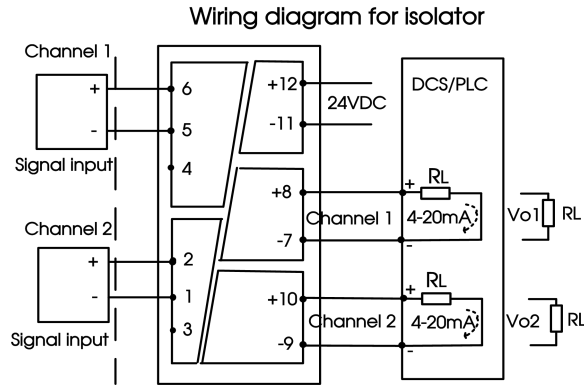 Wiring diagram for isolator
Channel 1
+
-
Signal input
6
5
4
+12
-11
24VDC
DCS/PLC
+8
-7
Channel 1
+
RL
4-20mA
-
Vo1
RL
Channel 2
+
-
Signal input
2
1
3
+10
-9
Channel 2
+
RL
4-20mA
-
Vo2
RL